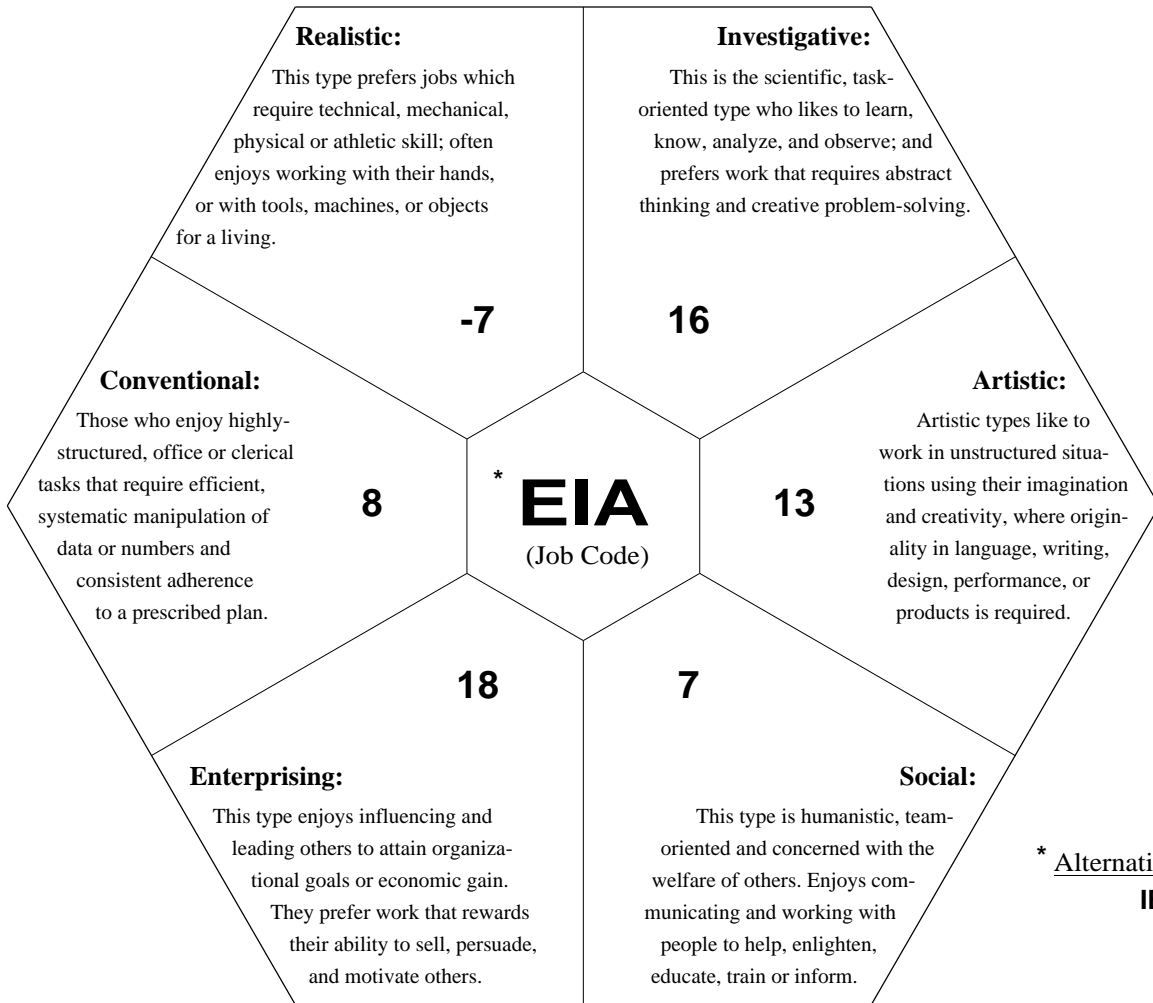 Realistic:
This type prefers jobs which
require technical, mechanical,
physical or athletic skill; often
enjoys working with their hands,
or with tools, machines, or objects
for a living.
-7
Investigative:
This is the scientific, task-
oriented type who likes to learn,
know, analyze, and observe; and
prefers work that requires abstract
thinking and creative problem-solving.
16
Conventional:
Those who enjoy highly-
structured, office or clerical
tasks that require efficient,
systematic manipulation of
data or numbers and
consistent adherence
to a prescribed plan.
8
* EIA
(Job Code)
Artistic:
Artistic types like to
work in unstructured situa-
tions using their imagination
and creativity, where origin-
ality in language, writing,
design, performance, or
products is required.
13
18
Enterprising:
This type enjoys influencing and
leading others to attain organiza-
tional goals or economic gain.
They prefer work that rewards
their ability to sell, persuade,
and motivate others.
7
Social:
This type is humanistic, team-
oriented and concerned with the
welfare of others. Enjoys com-
municating and working with
people to help, enlighten,
educate, train or inform.
*